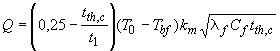 Q = (0,25 − t_{th,c} / t_1)(T_0 − T_{bf}) k_m √(λ_f C_f t_{th,c})